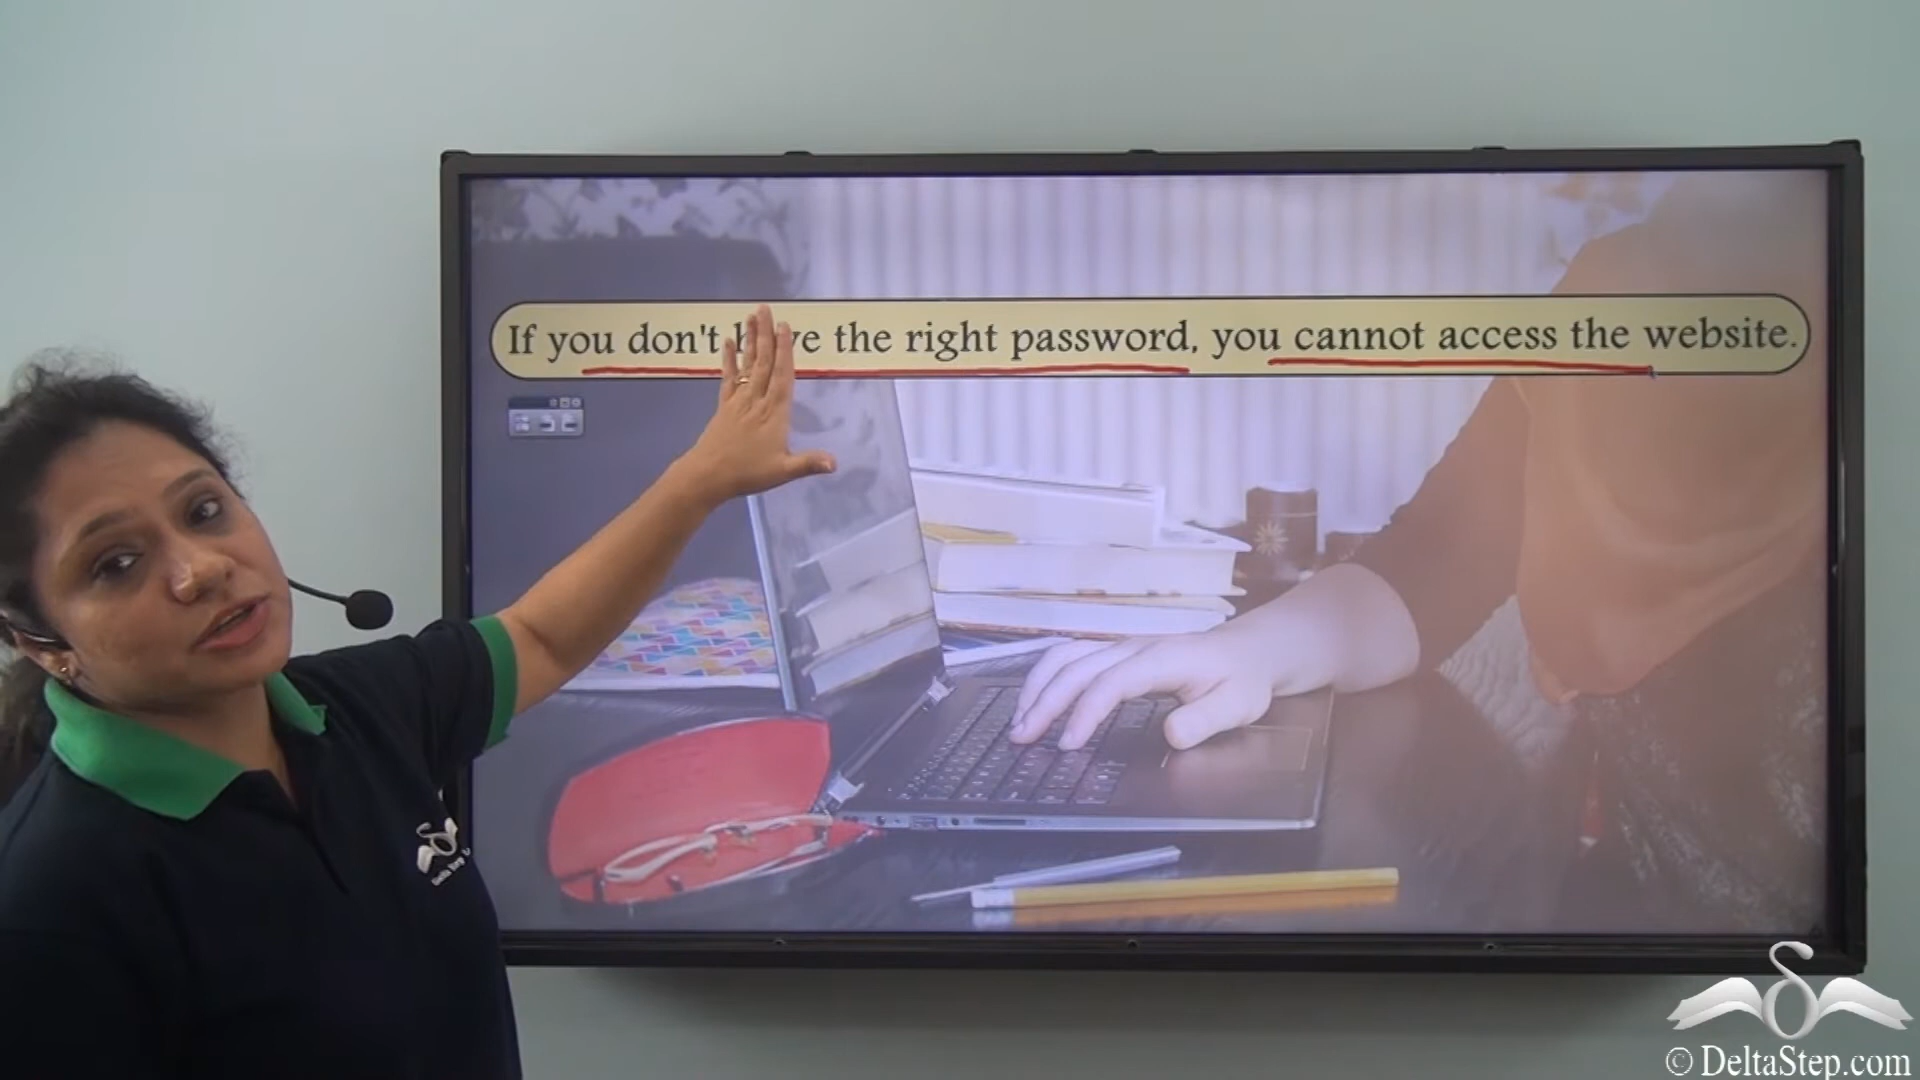 If you don't have the right password, you cannot access the website.
© DeltaStep.com